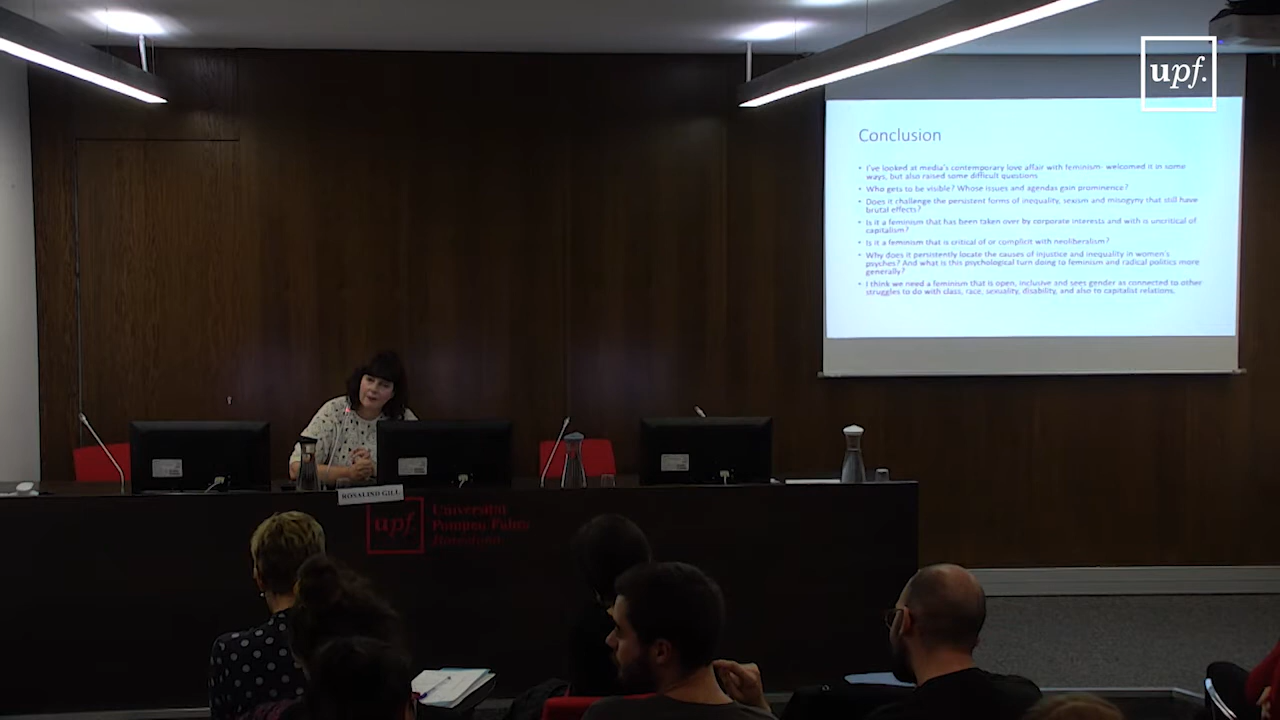 upf.
Conclusion
• I've looked at media's contemporary love affair with feminism- welcomed it in some
ways, but also raised some difficult questions
• Who gets to be visible? Whose issues and agendas gain prominence?
• Does it challenge the persistent forms of inequality, sexism and misogyny that still have
brutal effects?
• Is it a feminism that has been taken over by corporate interests and with is uncritical of
capitalism?
• Is it a feminism that is critical of or complicit with neoliberalism?
• Why does it persistently locate the causes of injustice and inequality in women's
psyches? And what is this psychological turn doing to feminism and radical politics more
generally?
• I think we need a feminism that is open, inclusive and sees gender as connected to other
struggles to do with class, race, sexuality, disability, and also to capitalist relations.
ROSALIND GILL
upf.
Universitat
Pompeu Fabra
Barcelona